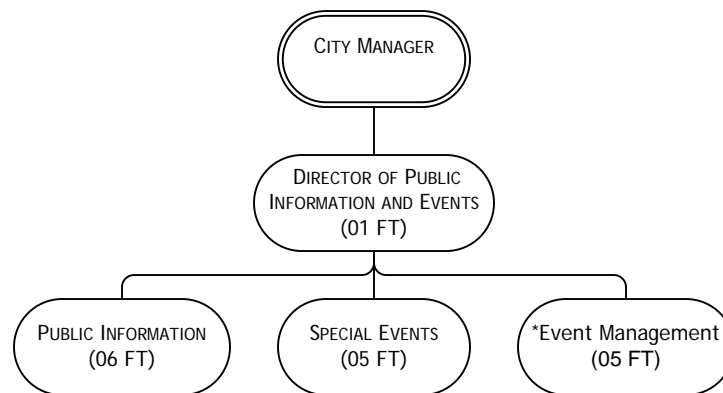 CITY MANAGER
DIRECTOR OF PUBLIC
INFORMATION AND EVENTS
(01 FT)
PUBLIC INFORMATION
(06 FT)
SPECIAL EVENTS
(05 FT)
*Event Management
(05 FT)